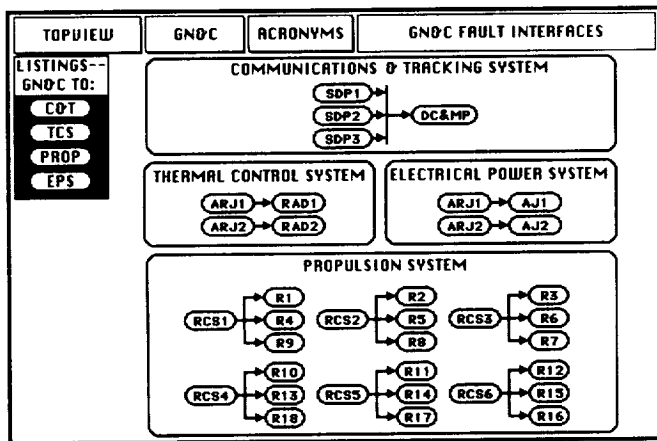 TOPVIEW GN&C ACRONYMS GN&C FAULT INTERFACES
LISTINGS--
GN&C TO:
C&T
TCS
PROP
EPS
COMMUNICATIONS & TRACKING SYSTEM
SDP1
SDP2 DC&MP
SDP3
THERMAL CONTROL SYSTEM
ARJ1 RAD1
ARJ2 RAD2
ELECTRICAL POWER SYSTEM
ARJ1 AJ1
ARJ2 AJ2
PROPULSION SYSTEM
R1 R2 R3
RCS1 R4 RCS2 R5 RCS3 R6
R9 R8 R7
R10 R11 R12
RCS4 R13 RCS5 R14 RCS6 R15
R18 R17 R16